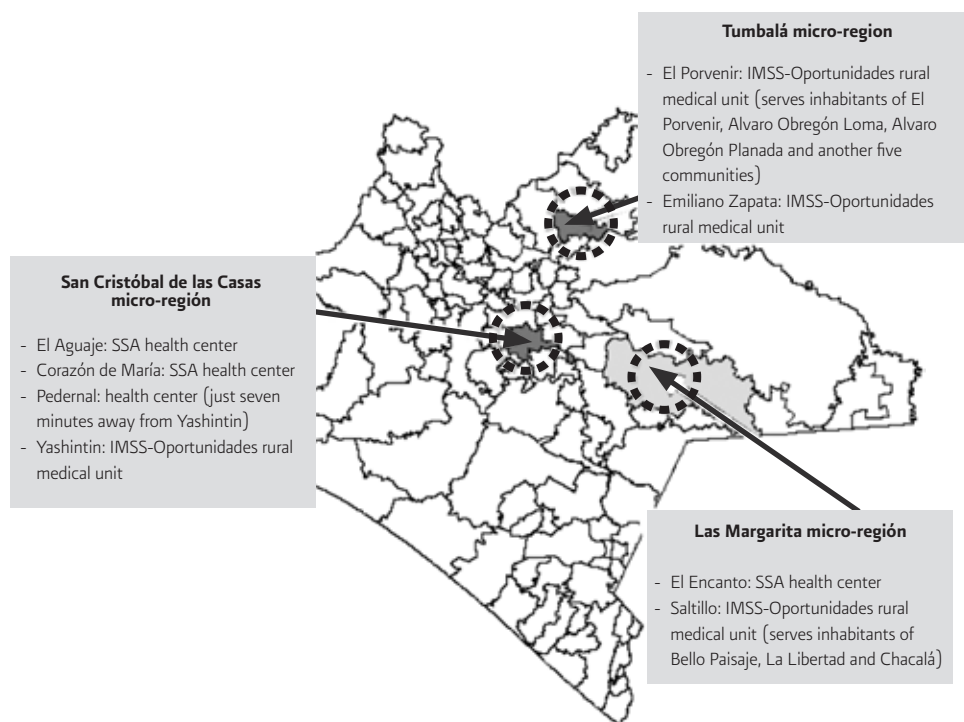 Tumbalá micro-region
- El Porvenir: IMSS-Oportunidades rural
medical unit (serves inhabitants of El
Porvenir, Alvaro Obregón Loma, Alvaro
Obregón Planada and another five
communities)
- Emiliano Zapata: IMSS-Oportunidades
rural medical unit
San Cristóbal de las Casas
micro-región
- El Aguaje: SSA health center
- Corazón de María: SSA health center
- Pedernal: health center (just seven
minutes away from Yashintin)
- Yashintin: IMSS-Oportunidades rural
medical unit
Las Margarita micro-región
- El Encanto: SSA health center
- Saltillo: IMSS-Oportunidades rural
medical unit (serves inhabitants of
Bello Paisaje, La Libertad and Chacalá)